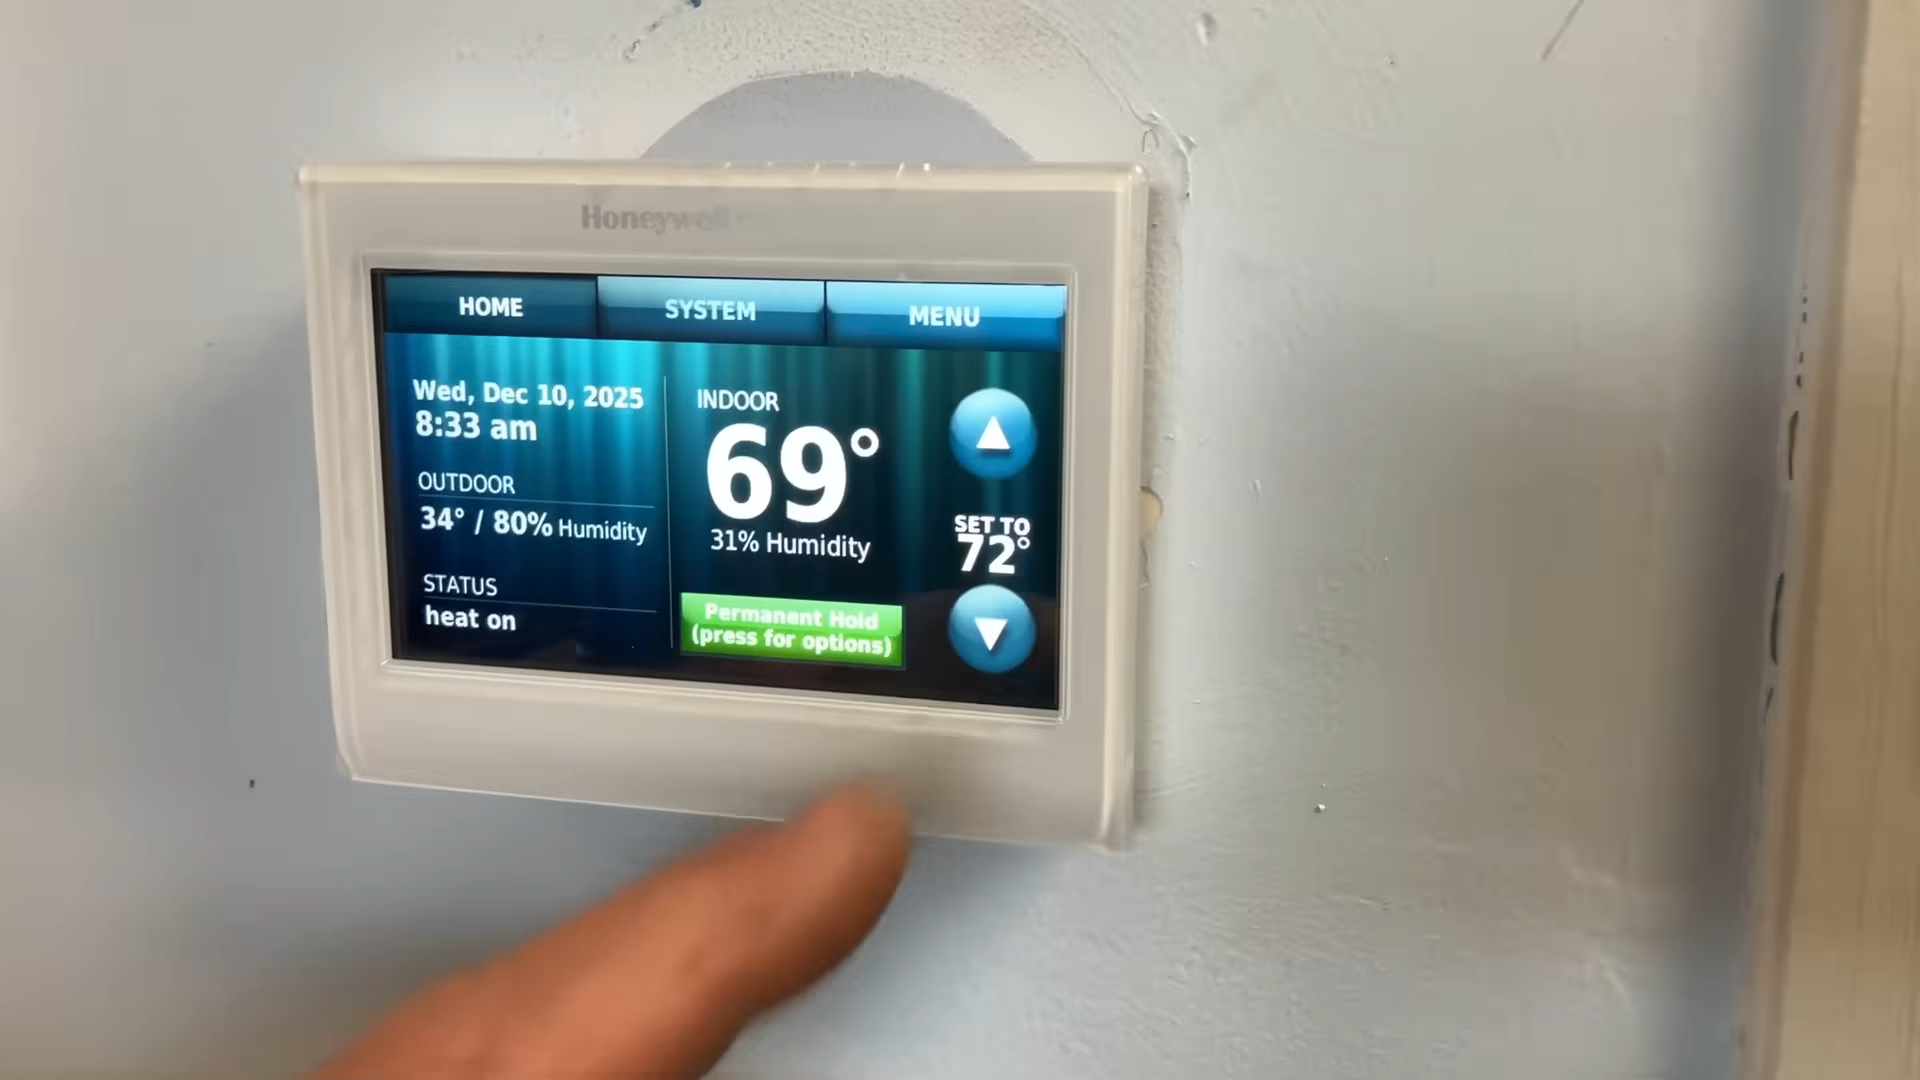 Honeywell
HOME
SYSTEM
MENU
Wed, Dec 10, 2025
8:33 am
OUTDOOR
34° / 80% Humidity
STATUS
heat on
INDOOR
69°
31% Humidity
Permanent Hold
(press for options)
SET TO
72°